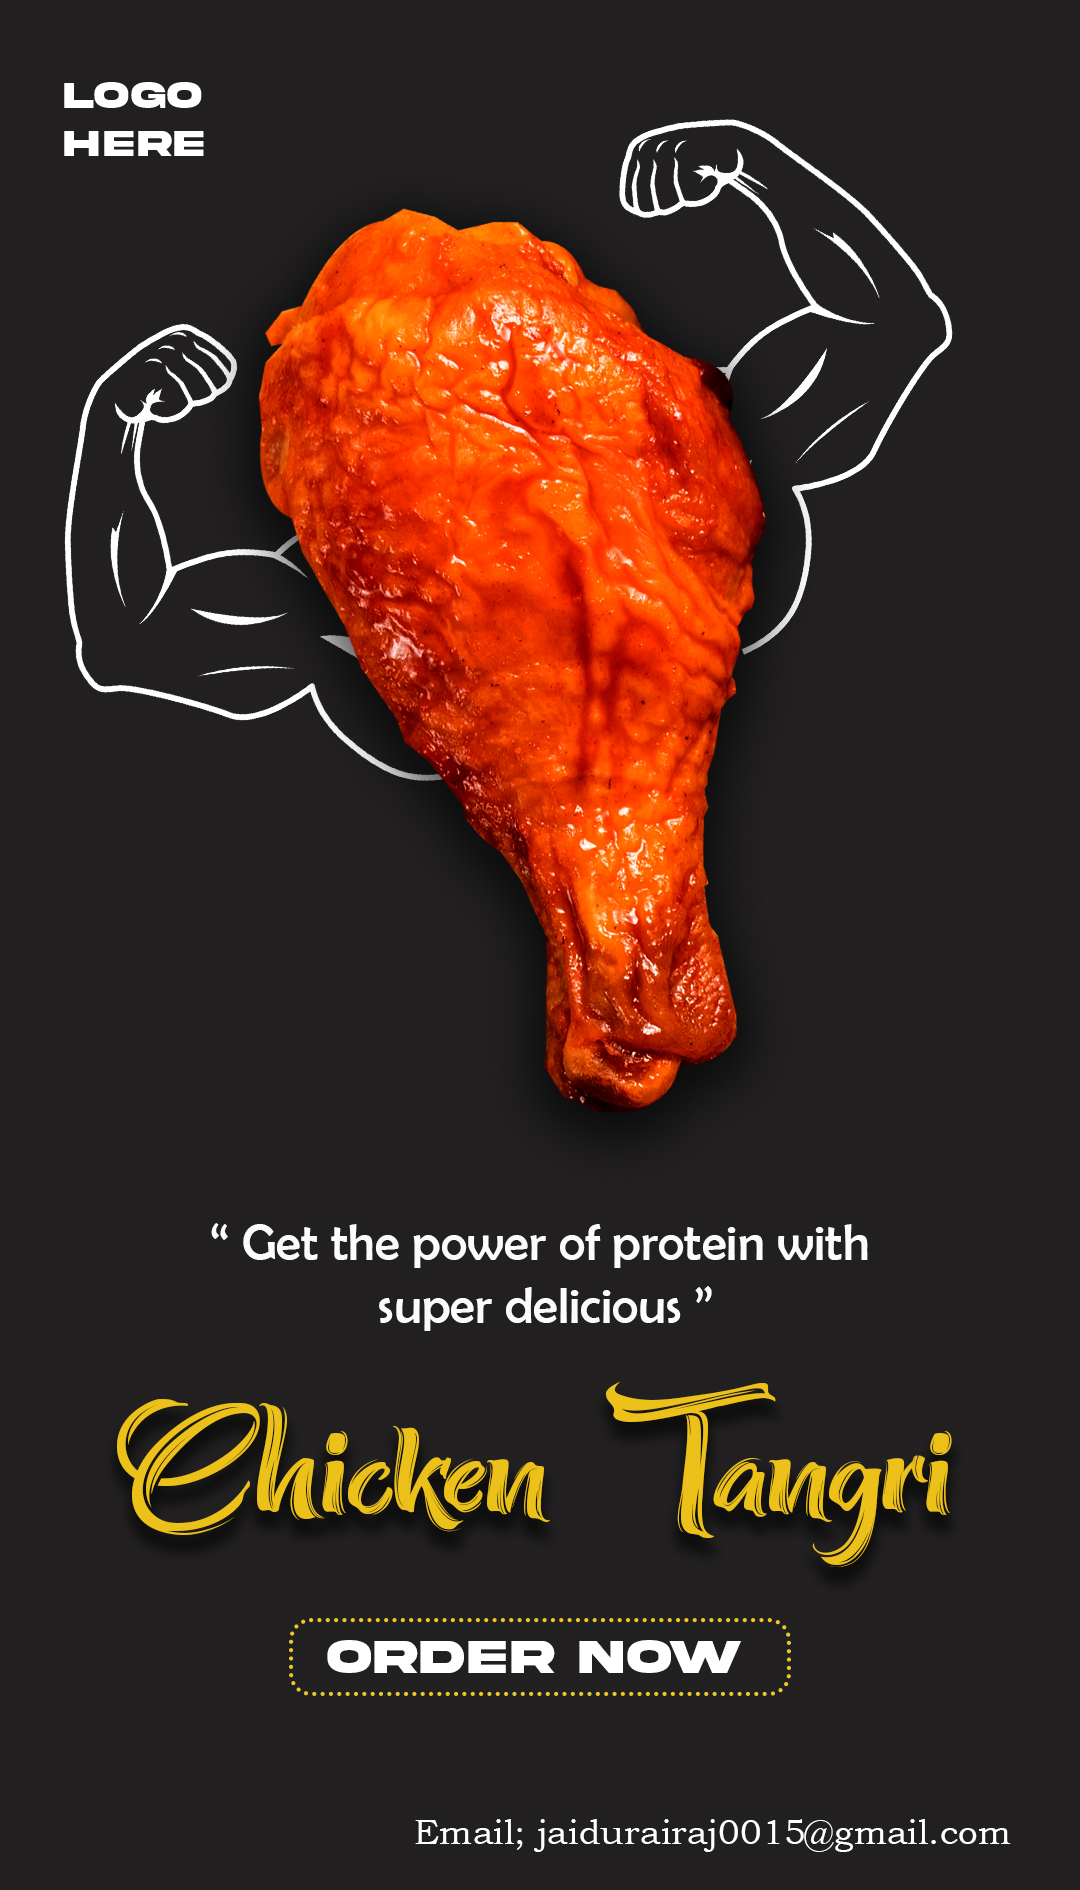 LOGO
HERE
“ Get the power of protein with
super delicious ”
Chicken Tangri
ORDER NOW
Email; jaidurairaj0015@gmail.com